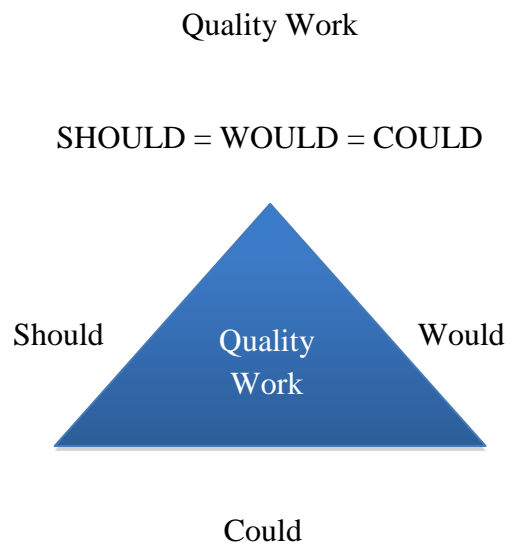 Quality Work
SHOULD = WOULD = COULD
Should
Would
Quality
Work
Could